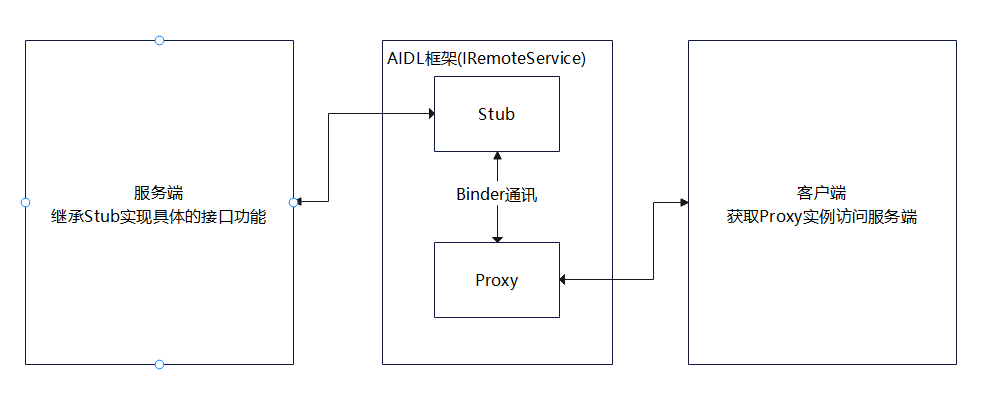 AIDL框架(IRemoteService)
Stub
服务端
继承Stub实现具体的接口功能
Binder通讯
客户端
获取Proxy实例访问服务端
Proxy